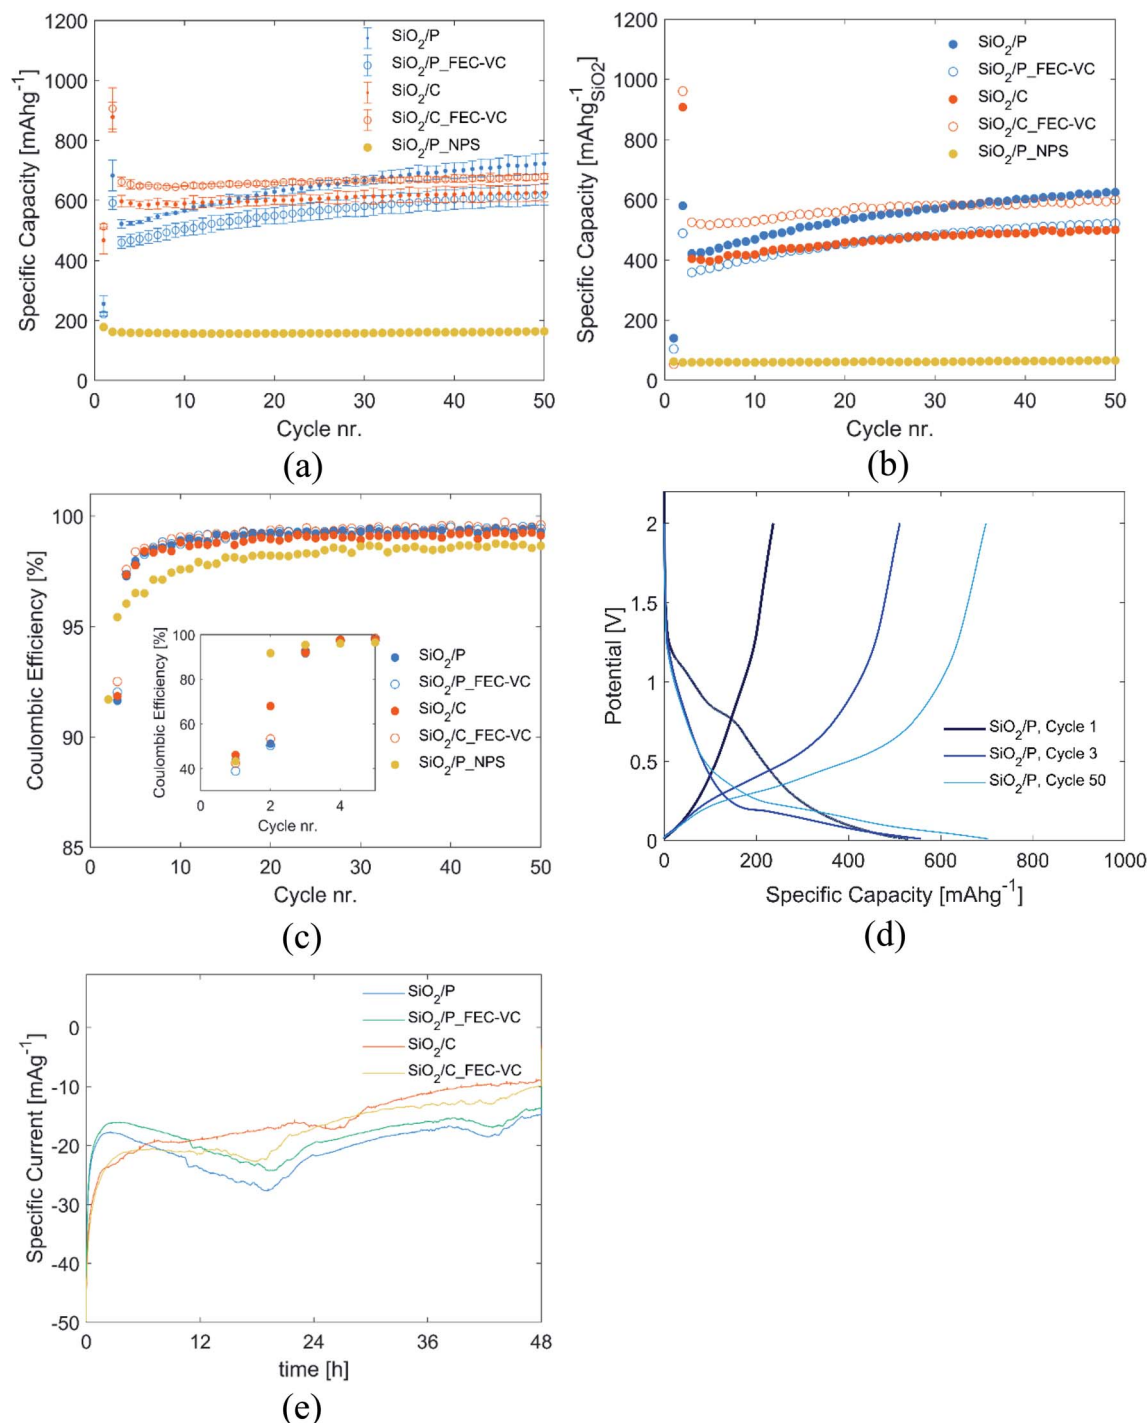 1200
1000
800
600
400
200
0
Specific Capacity [mAhg⁻¹]
SiO₂/P
SiO₂/P_FEC-VC
SiO₂/C
SiO₂/C_FEC-VC
SiO₂/P_NPS
0 10 20 30 40 50
Cycle nr.
(a)
1200
1000
800
600
400
200
0
Specific Capacity [mAhg⁻¹SiO2]
SiO₂/P
SiO₂/P_FEC-VC
SiO₂/C
SiO₂/C_FEC-VC
SiO₂/P_NPS
0 10 20 30 40 50
Cycle nr.
(b)
100
95
90
85
Coulombic Efficiency [%]
100
80
60
40
Coulombic Efficiency [%]
0 2 4
Cycle nr.
SiO₂/P
SiO₂/P_FEC-VC
SiO₂/C
SiO₂/C_FEC-VC
SiO₂/P_NPS
0 10 20 30 40 50
Cycle nr.
(c)
2
1.5
1
0.5
0
Potential [V]
SiO₂/P, Cycle 1
SiO₂/P, Cycle 3
SiO₂/P, Cycle 50
0 200 400 600 800 1000
Specific Capacity [mAhg⁻¹]
(d)
0
-10
-20
-30
-40
-50
Specific Current [mAg⁻¹]
SiO₂/P
SiO₂/P_FEC-VC
SiO₂/C
SiO₂/C_FEC-VC
0 12 24 36 48
time [h]
(e)